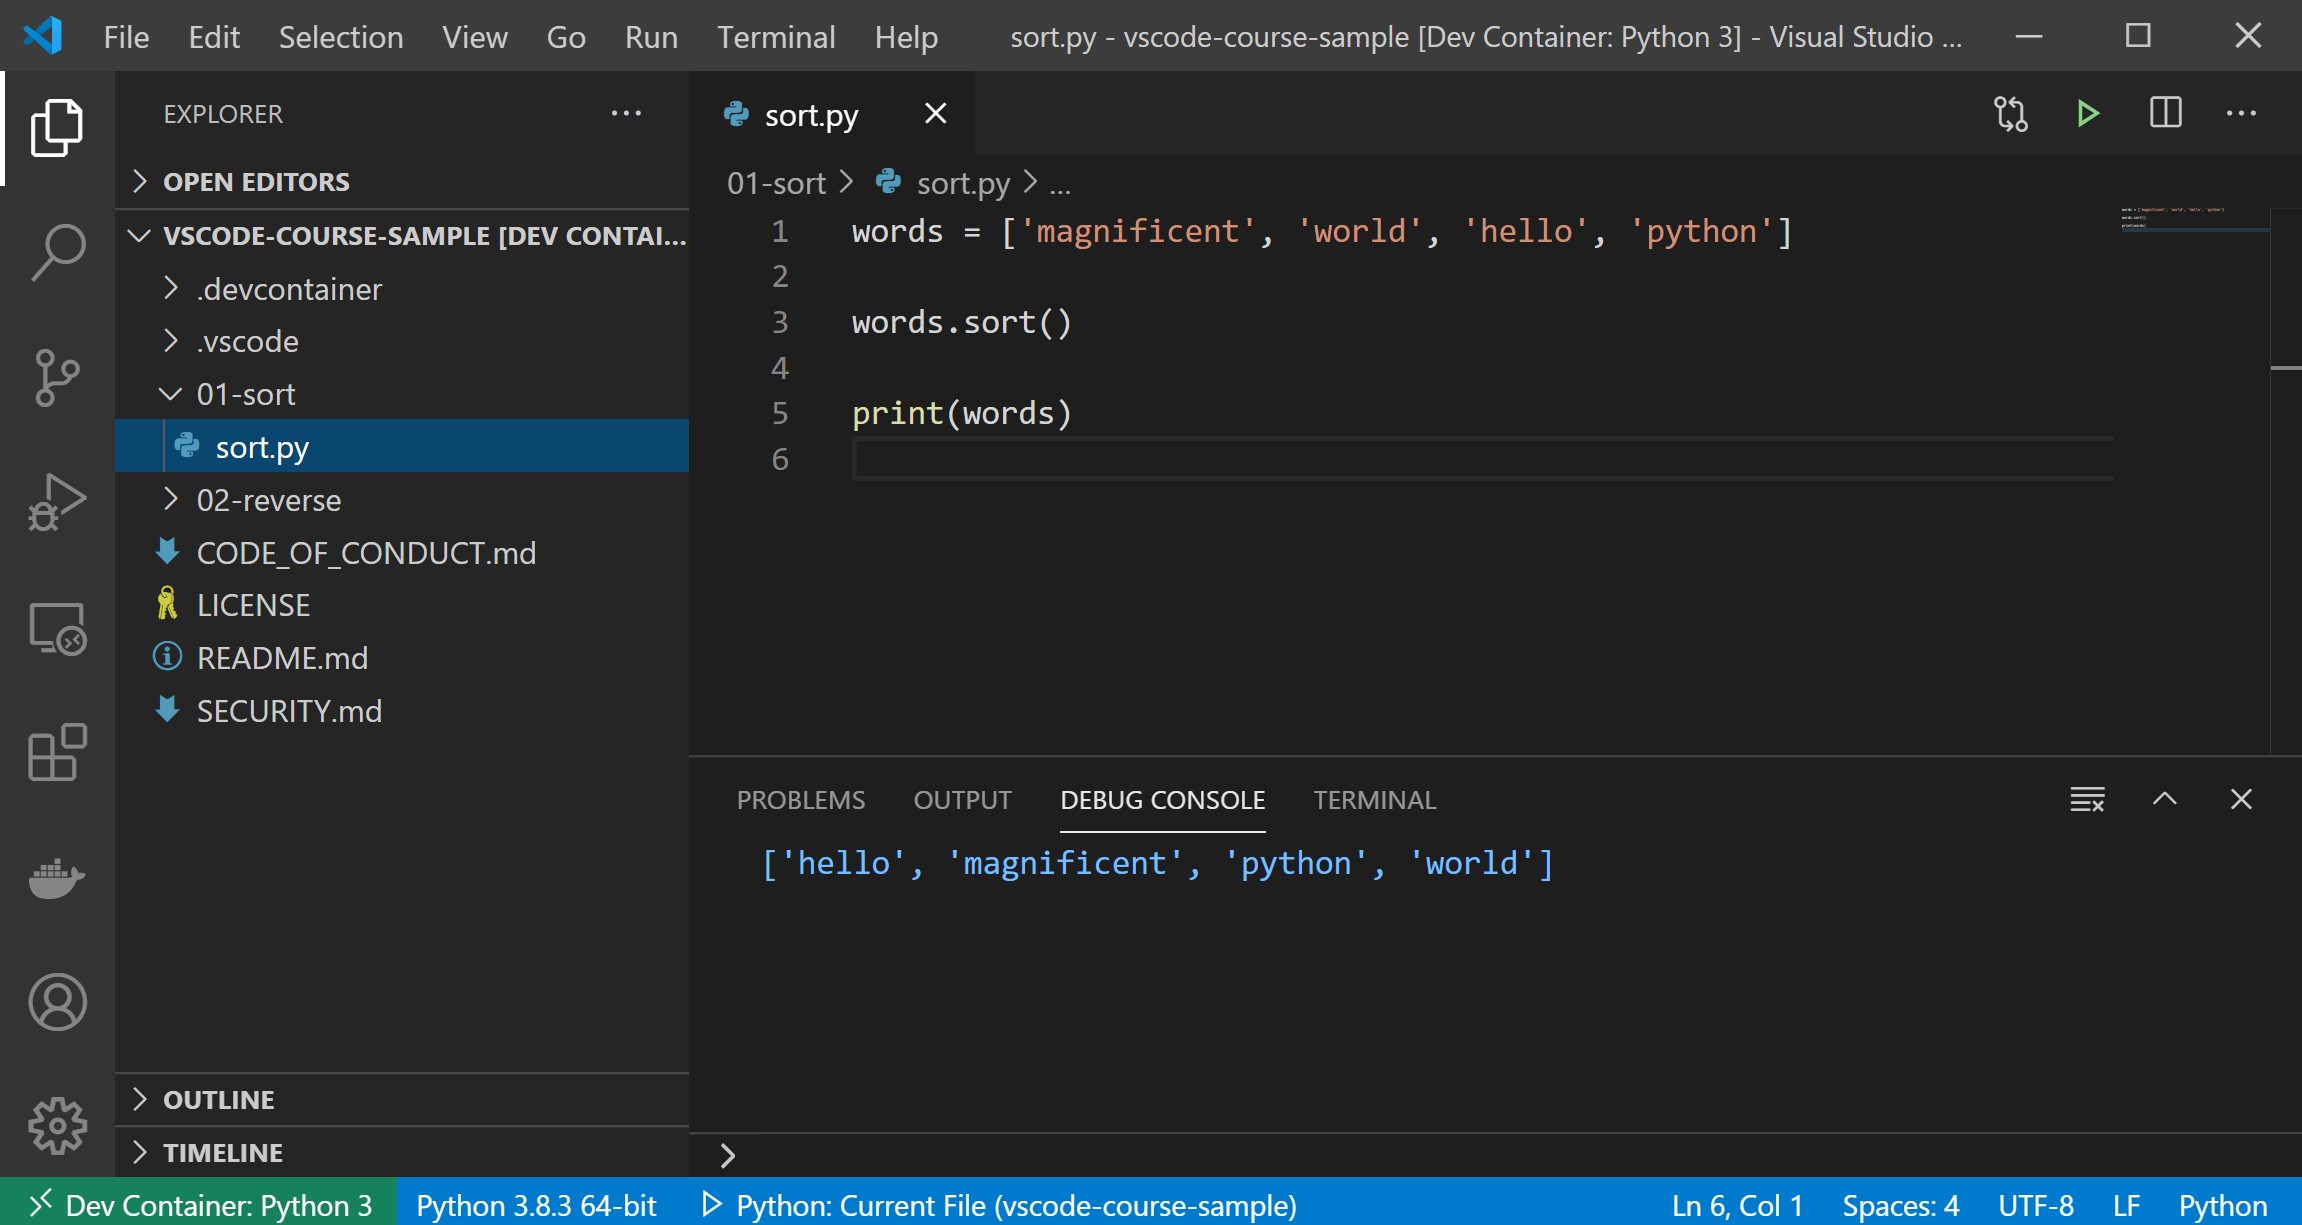 File Edit Selection View Go Run Terminal Help sort.py - vscode-course-sample [Dev Container: Python 3] - Visual Studio ...
EXPLORER
OPEN EDITORS
VSCODE-COURSE-SAMPLE [DEV CONTAI...
.devcontainer
.vscode
01-sort
sort.py
02-reverse
CODE_OF_CONDUCT.md
LICENSE
README.md
SECURITY.md
OUTLINE
TIMELINE
sort.py
01-sort > sort.py > ...
1 words = ['magnificent', 'world', 'hello', 'python']
2
3 words.sort()
4
5 print(words)
6
PROBLEMS OUTPUT DEBUG CONSOLE TERMINAL
['hello', 'magnificent', 'python', 'world']
>
Dev Container: Python 3 Python 3.8.3 64-bit Python: Current File (vscode-course-sample) Ln 6, Col 1 Spaces: 4 UTF-8 LF Python